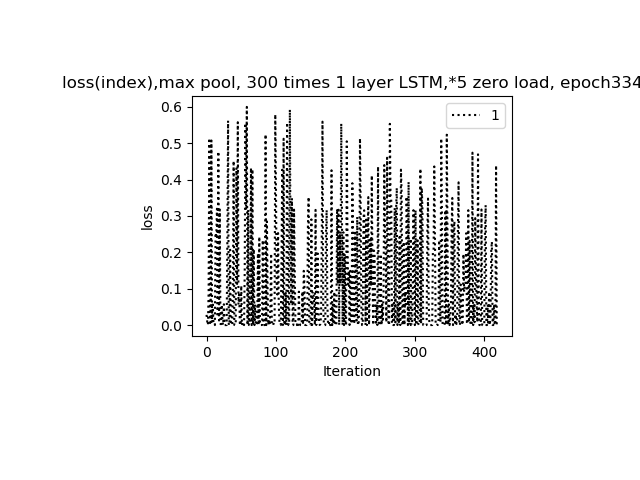 loss(index),max pool, 300 times 1 layer LSTM,*5 zero load, epoch334
0.6
0.5
0.4
0.3
0.2
0.1
0.0
loss
1
0 100 200 300 400
Iteration